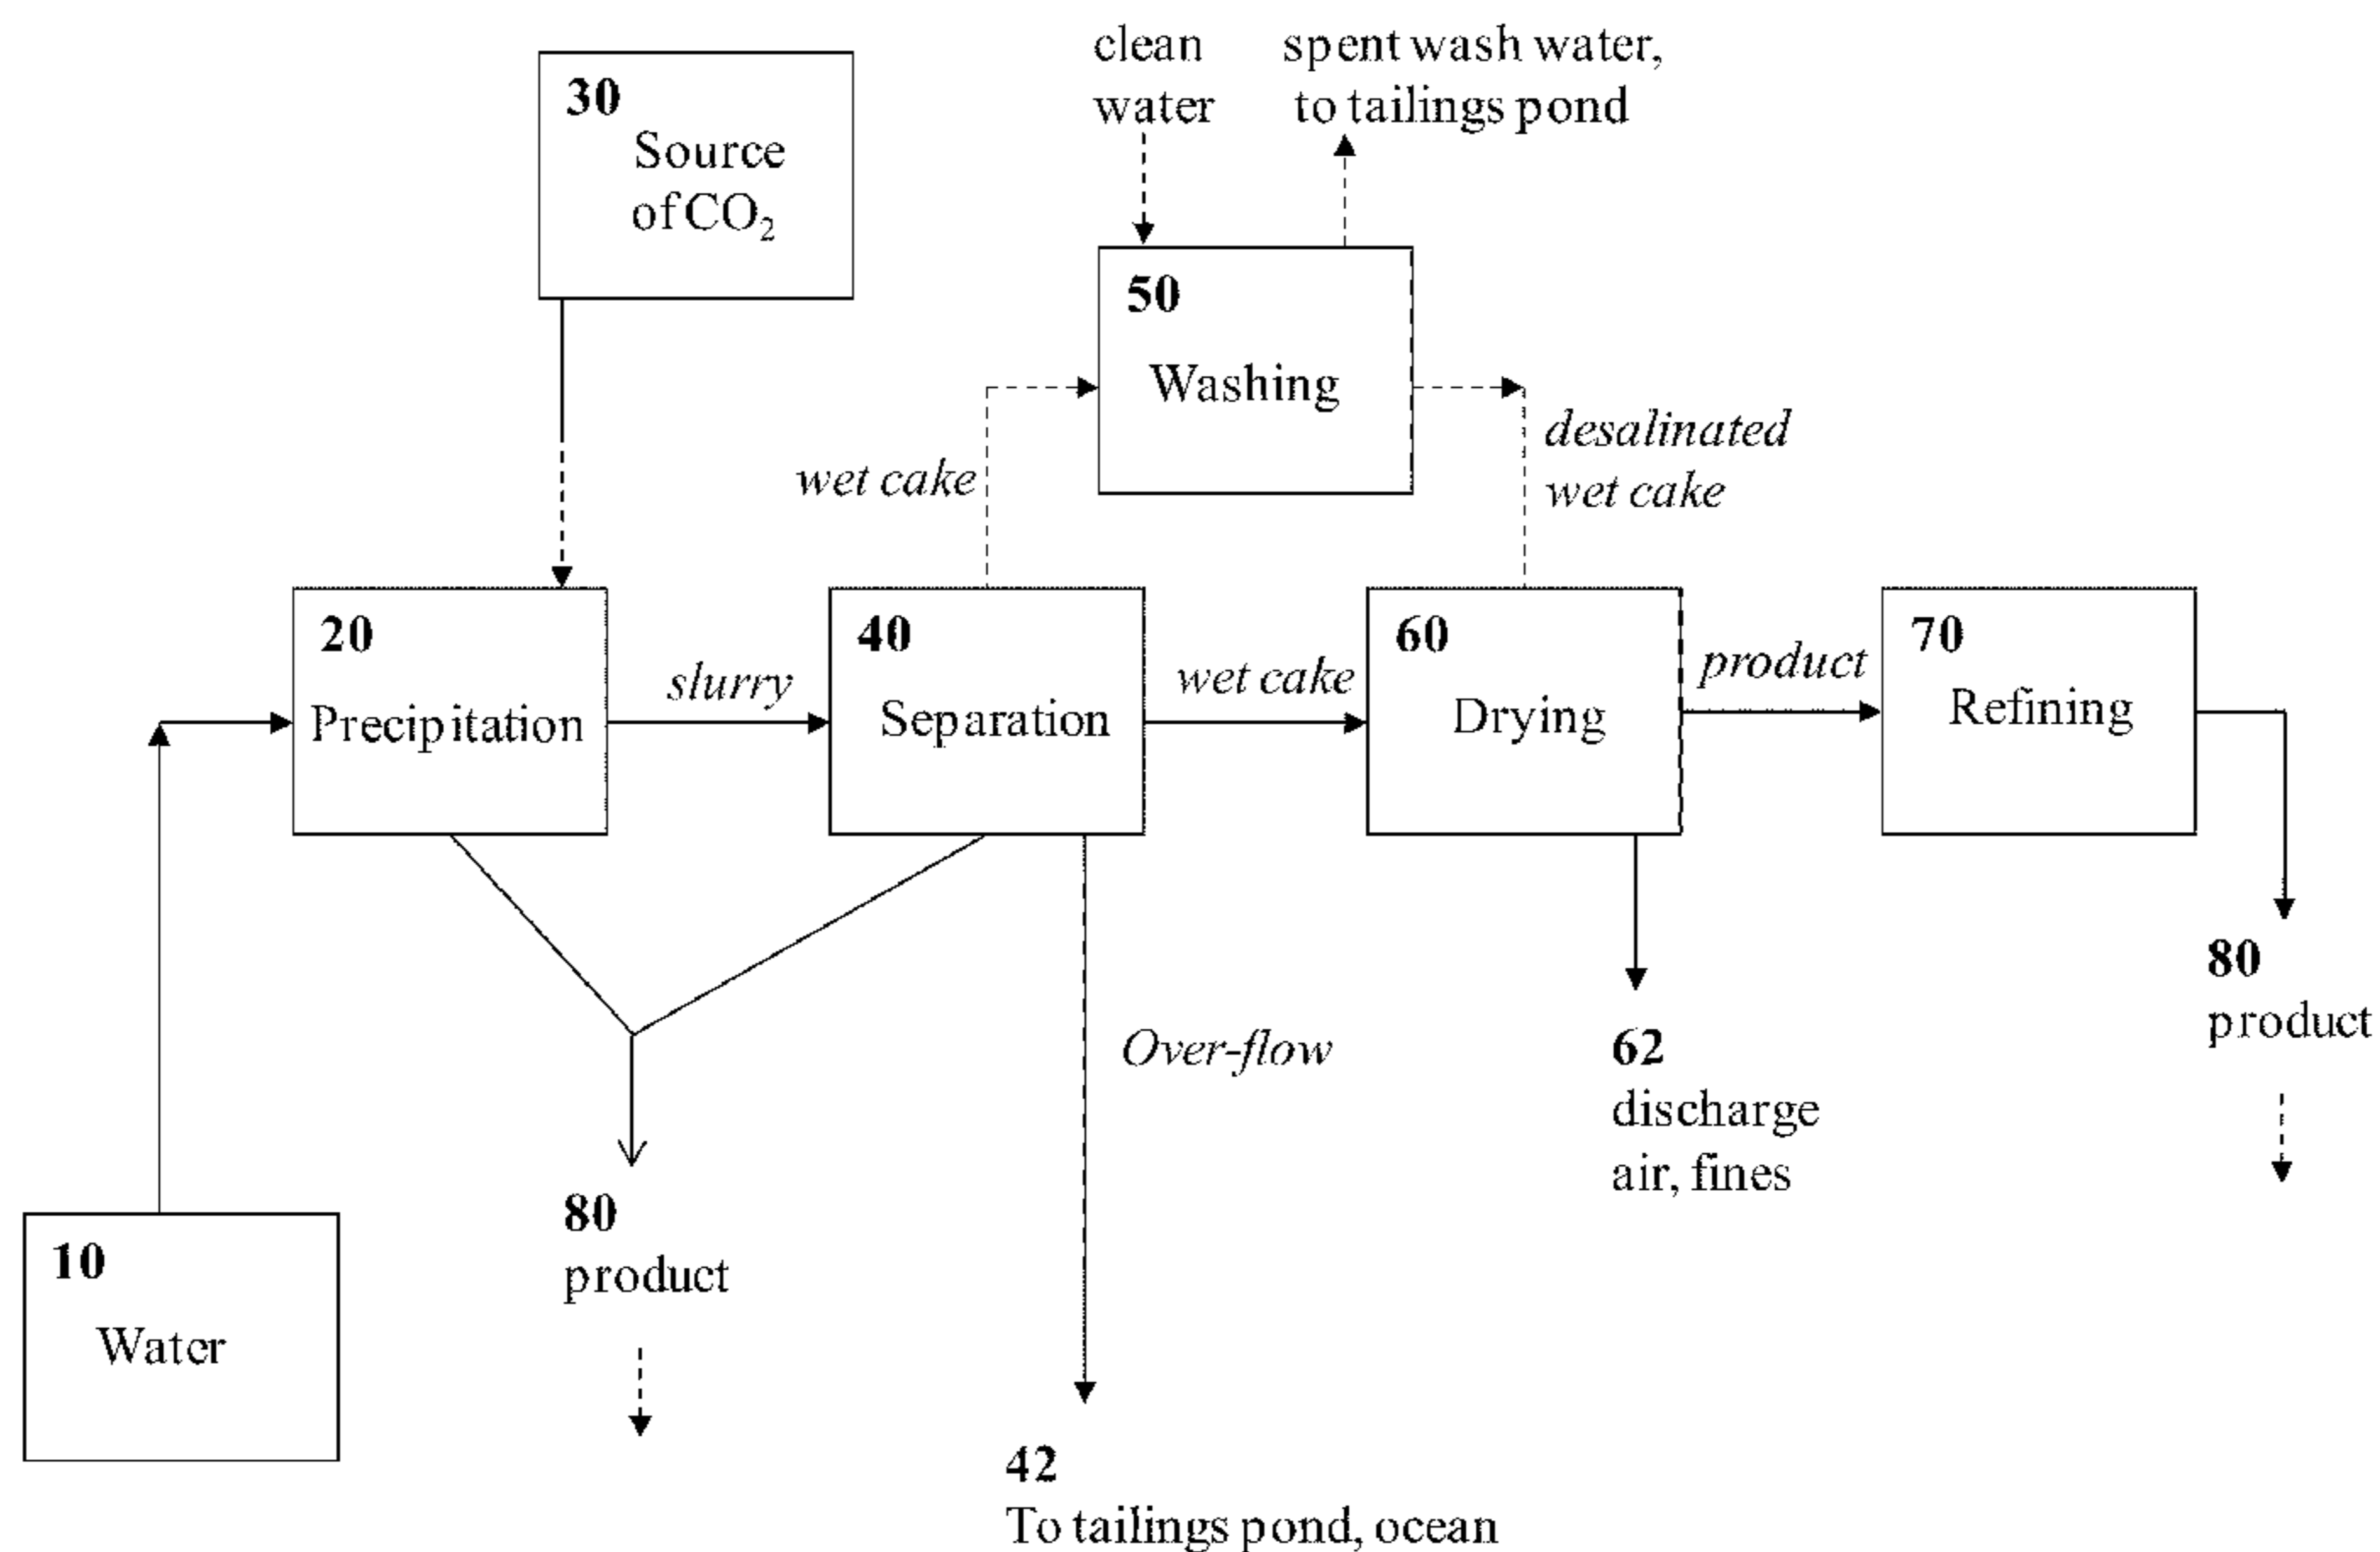 30
Source
of CO₂
clean
water
spent wash water,
to tailings pond
50
Washing
wet cake
desalinated
wet cake
20
Precipitation
slurry
40
Separation
wet cake
60
Drying
product
70
Refining
80
product
Over-flow
62
discharge
air, fines
80
product
10
Water
42
To tailings pond, ocean